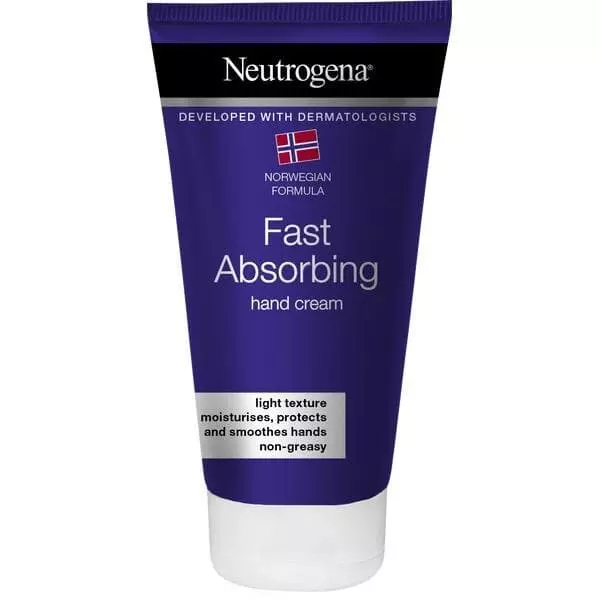 Neutrogena®
DEVELOPED WITH DERMATOLOGISTS
NORWEGIAN
FORMULA
Fast
Absorbing
hand cream
light texture
moisturises, protects
and smoothes hands
non-greasy